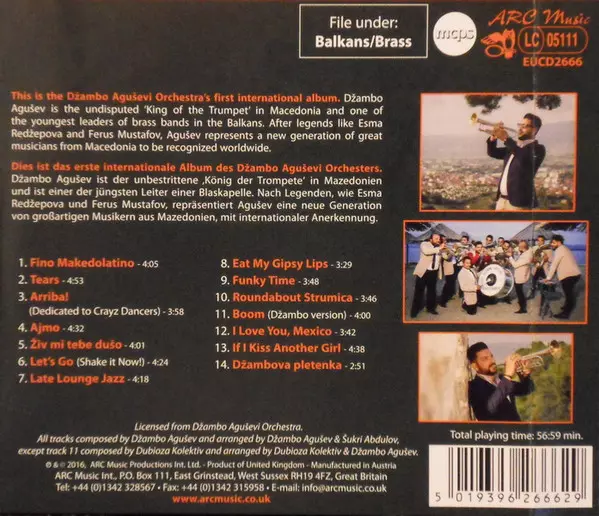 File under:
Balkans/Brass
mcps
ARC Music
LC 05111
EUCD2666
This is the Džambo Aguševi Orchestra's first international album. Džambo
Agušev is the undisputed 'King of the Trumpet' in Macedonia and one of
the youngest leaders of brass bands in the Balkans. After legends like Esma
Redžepova and Ferus Mustafov, Agušev represents a new generation of great
musicians from Macedonia to be recognized worldwide.
Dies ist das erste internationale Album des Džambo Aguševi Orchesters.
Džambo Agušev ist der unbestrittene ‚König der Trompete' in Mazedonien
und ist einer der jüngsten Leiter einer Blaskapelle. Nach Legenden, wie Esma
Redžepova und Ferus Mustafov, repräsentiert Agušev eine neue Generation
von großartigen Musikern aus Mazedonien, mit internationaler Anerkennung.
1. Fino Makedolatino - 4:05
2. Tears - 4:53
3. Arriba!
(Dedicated to Crayz Dancers) - 3:58
4. Ajmo - 4:32
5. Živ mi tebe dušo - 4:01
6. Let's Go (Shake it Now!) - 4:24
7. Late Lounge Jazz - 4:18
8. Eat My Gipsy Lips - 3:29
9. Funky Time - 3:48
10. Roundabout Strumica - 3:46
11. Boom (Džambo version) - 4:00
12. I Love You, Mexico - 3:42
13. If I Kiss Another Girl - 4:38
14. Džambova pletenka - 2:51
Licensed from Džambo Aguševi Orchestra.
All tracks composed by Džambo Agušev and arranged by Džambo Agušev & Šukri Abdulov,
except track 11 composed by Dubioza Kolektiv and arranged by Dubioza Kolektiv & Džambo Agušev.
℗ & © 2016, ARC Music Productions Int. Ltd. · Product of United Kingdom · Manufactured in Austria
ARC Music Int., P.O. Box 111, East Grinstead, West Sussex RH19 4FZ, Great Britain
Tel: +44 (0)1342 328567 · Fax: +44 (0)1342 315958 · e-mail: info@arcmusic.co.uk
www.arcmusic.co.uk
Total playing time: 56:59 min.
5 019396 266629